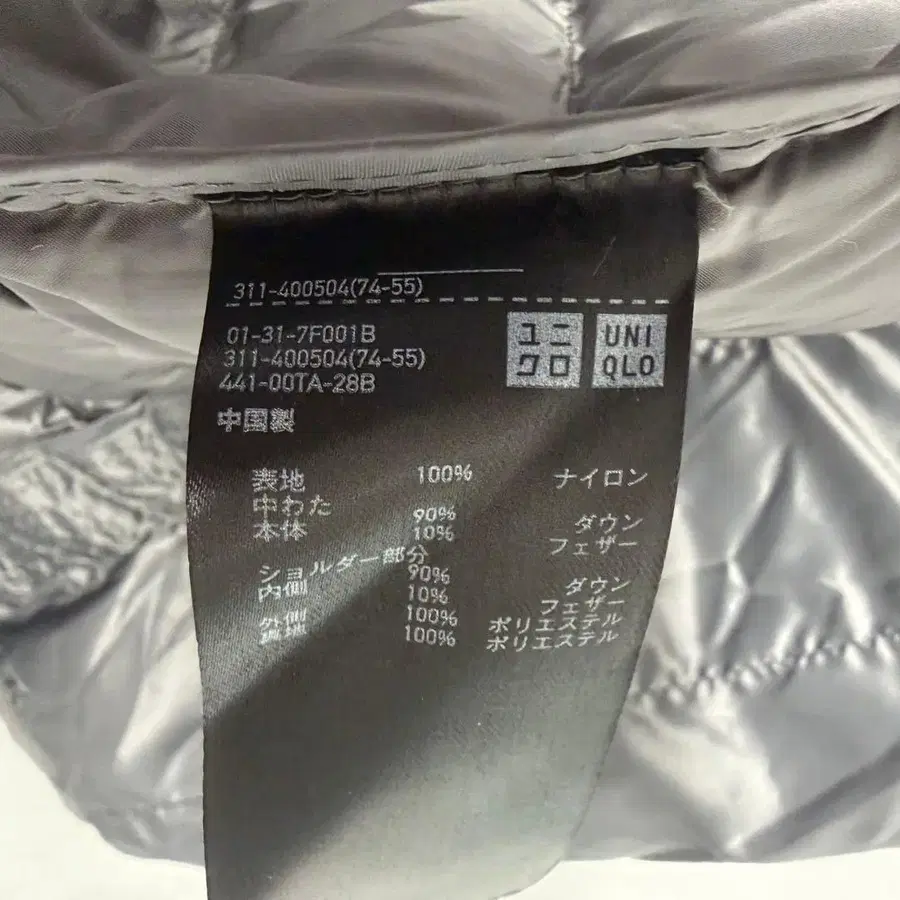 311-400504(74-55)
01-31-7F001B
311-400504(74-55)
441-00TA-28B
ユニ
クロ
UNI
QLO
中国製
表地 100% ナイロン
中わた
本体 90% ダウン
10% フェザー
ショルダー部分
内側 90% ダウン
10% フェザー
外側 100% ポリエステル
裏地 100% ポリエステル